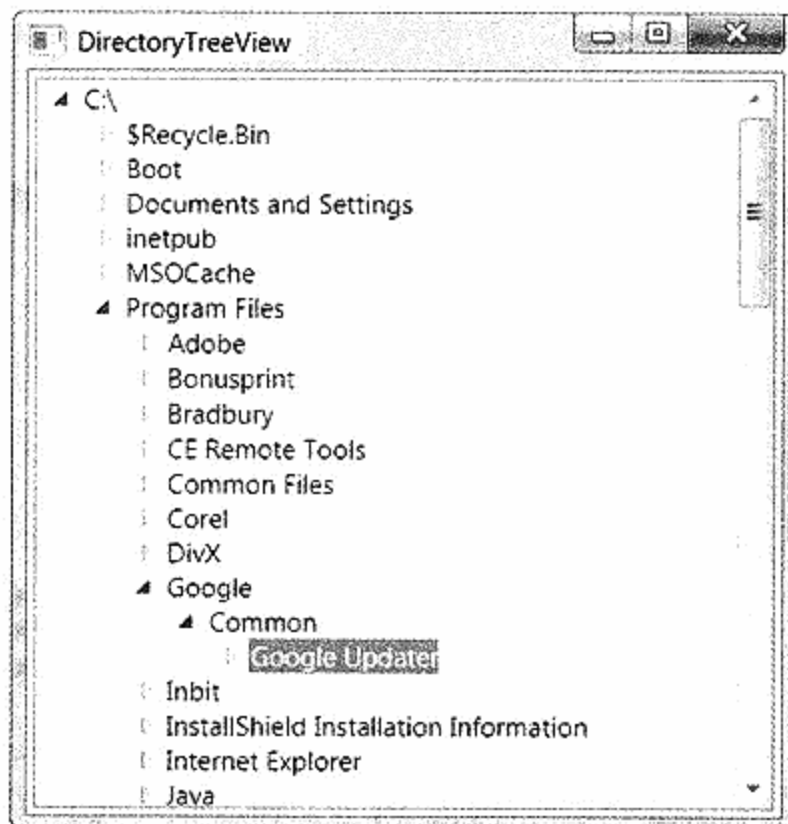 DirectoryTreeView
C:\
$Recycle.Bin
Boot
Documents and Settings
inetpub
MSOCache
Program Files
Adobe
Bonusprint
Bradbury
CE Remote Tools
Common Files
Corel
DivX
Google
Common
Google Updater
Inbit
InstallShield Installation Information
Internet Explorer
Java